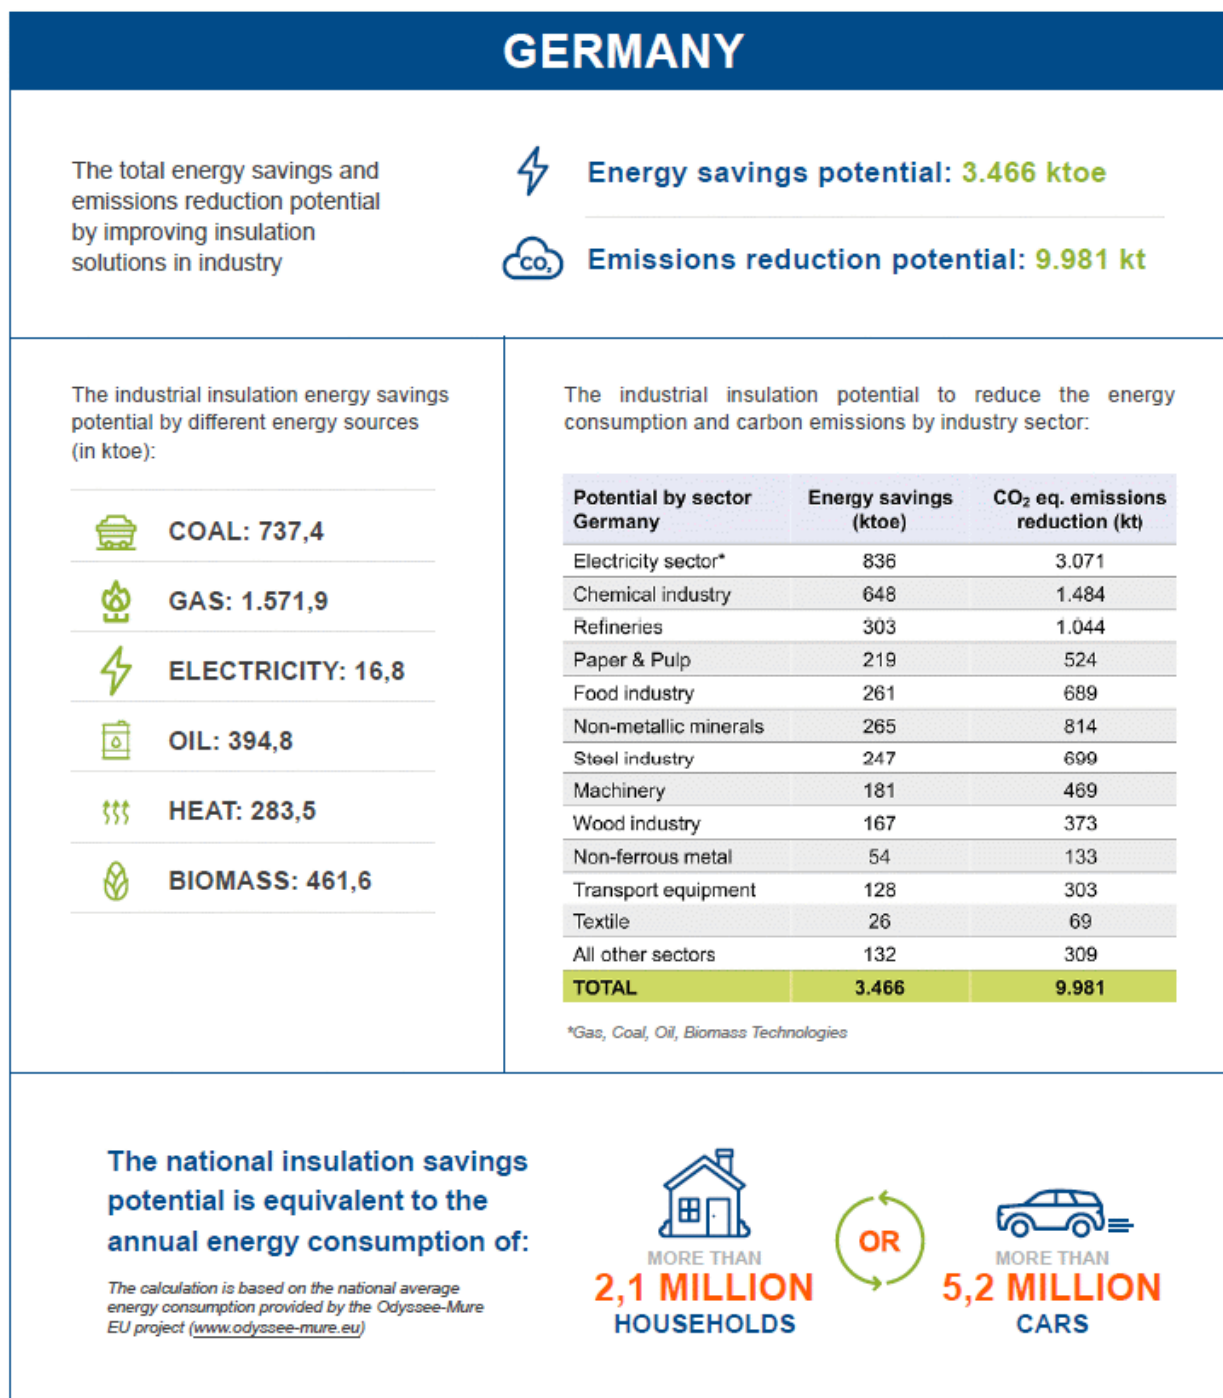 GERMANY
The total energy savings and
emissions reduction potential
by improving insulation
solutions in industry
Energy savings potential: 3.466 ktoe
CO₂
Emissions reduction potential: 9.981 kt
The industrial insulation energy savings
potential by different energy sources
(in ktoe):
COAL: 737,4
GAS: 1.571,9
ELECTRICITY: 16,8
OIL: 394,8
HEAT: 283,5
BIOMASS: 461,6
The industrial insulation potential to reduce the energy
consumption and carbon emissions by industry sector:
Potential by sector Germany | Energy savings (ktoe) | CO₂ eq. emissions reduction (kt)
Electricity sector* 836 3.071
Chemical industry 648 1.484
Refineries 303 1.044
Paper & Pulp 219 524
Food industry 261 689
Non-metallic minerals 265 814
Steel industry 247 699
Machinery 181 469
Wood industry 167 373
Non-ferrous metal 54 133
Transport equipment 128 303
Textile 26 69
All other sectors 132 309
TOTAL 3.466 9.981
*Gas, Coal, Oil, Biomass Technologies
The national insulation savings
potential is equivalent to the
annual energy consumption of:
The calculation is based on the national average
energy consumption provided by the Odyssee-Mure
EU project (www.odyssee-mure.eu)
MORE THAN
2,1 MILLION
HOUSEHOLDS
OR
MORE THAN
5,2 MILLION
CARS